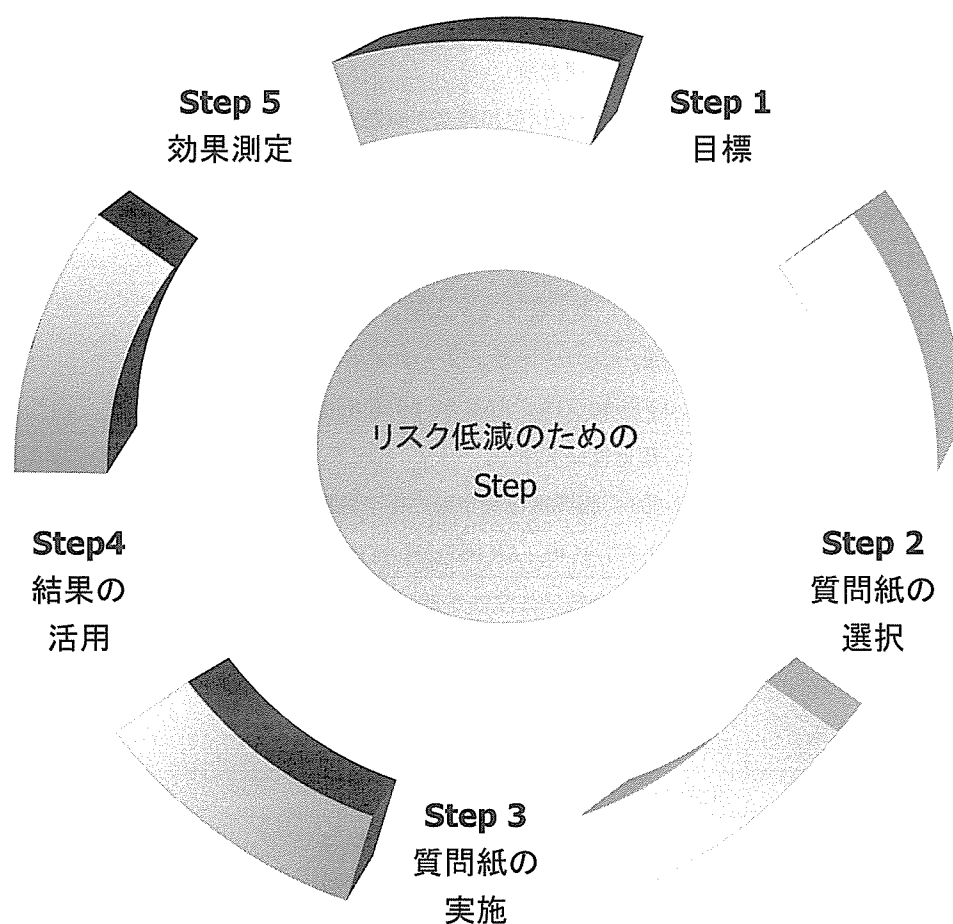 Step 1
目標
Step 2
質問紙の
選択
Step 3
質問紙の
実施
Step4
結果の
活用
Step 5
効果測定
リスク低減のための
Step